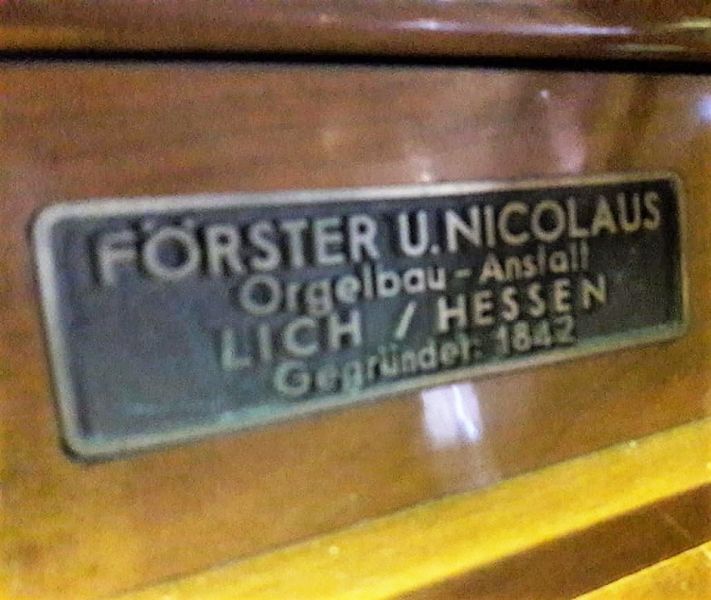 FÖRSTER U. NICOLAUS
Orgelbau-Anstalt
LICH / HESSEN
Gegründet: 1842